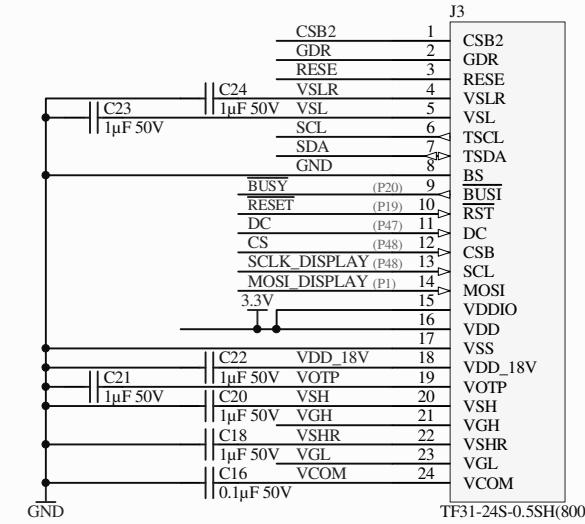 J3
CSB2 1 CSB2
GDR 2 GDR
RESE 3 RESE
C24 1µF 50V VSLR 4 VSLR
C23 1µF 50V VSL 5 VSL
SCL 6 TSCL
SDA 7 TSDA
GND 8 BS
BUSY (P20) 9 BUSI
RESET (P19) 10 RST
DC (P47) 11 DC
CS (P48) 12 CSB
SCLK_DISPLAY (P48) 13 SCL
MOSI_DISPLAY (P1) 14 MOSI
3.3V 15 VDDIO
16 VDD
17 VSS
C22 1µF 50V VDD_18V 18 VDD_18V
C21 1µF 50V VOTP 19 VOTP
C20 1µF 50V VSH 20 VSH
VGH 21 VGH
C18 1µF 50V VSHR 22 VSHR
VGL 23 VGL
C16 0.1µF 50V VCOM 24 VCOM
GND
TF31-24S-0.5SH(800